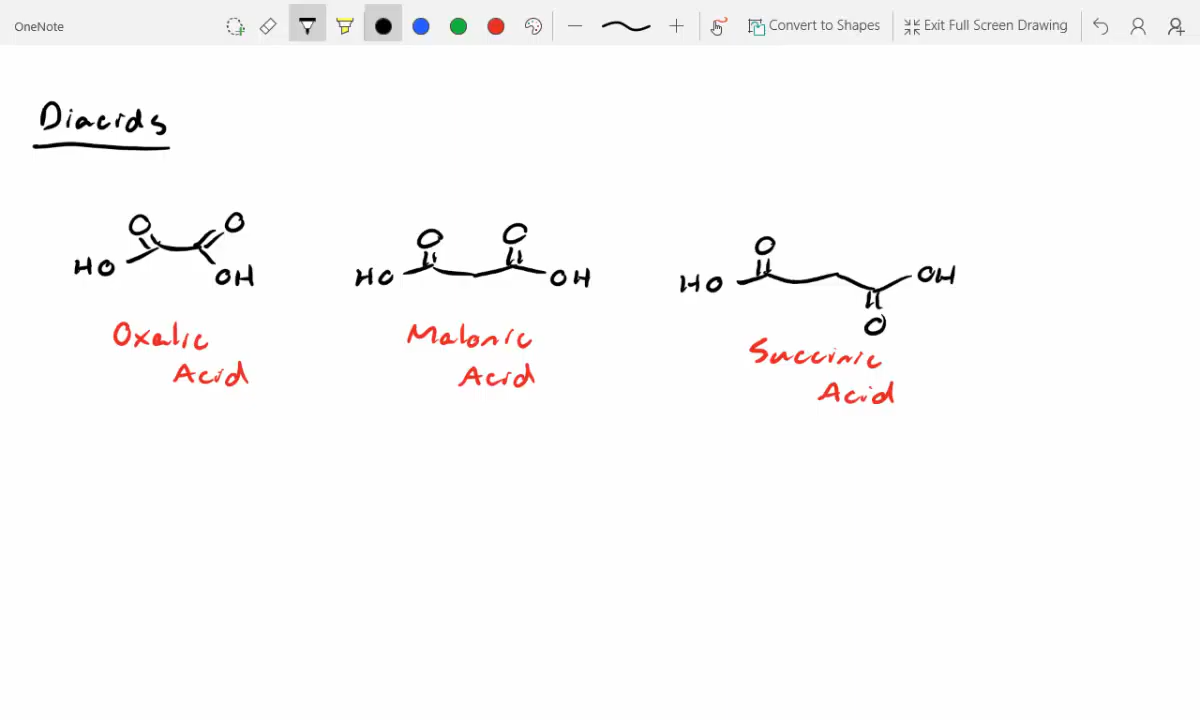 OneNote
Convert to Shapes
Exit Full Screen Drawing
Diacids
O O
HO OH
O O
HO OH
O
HO OH
O
Oxalic
Acid
Malonic
Acid
Succinic
Acid